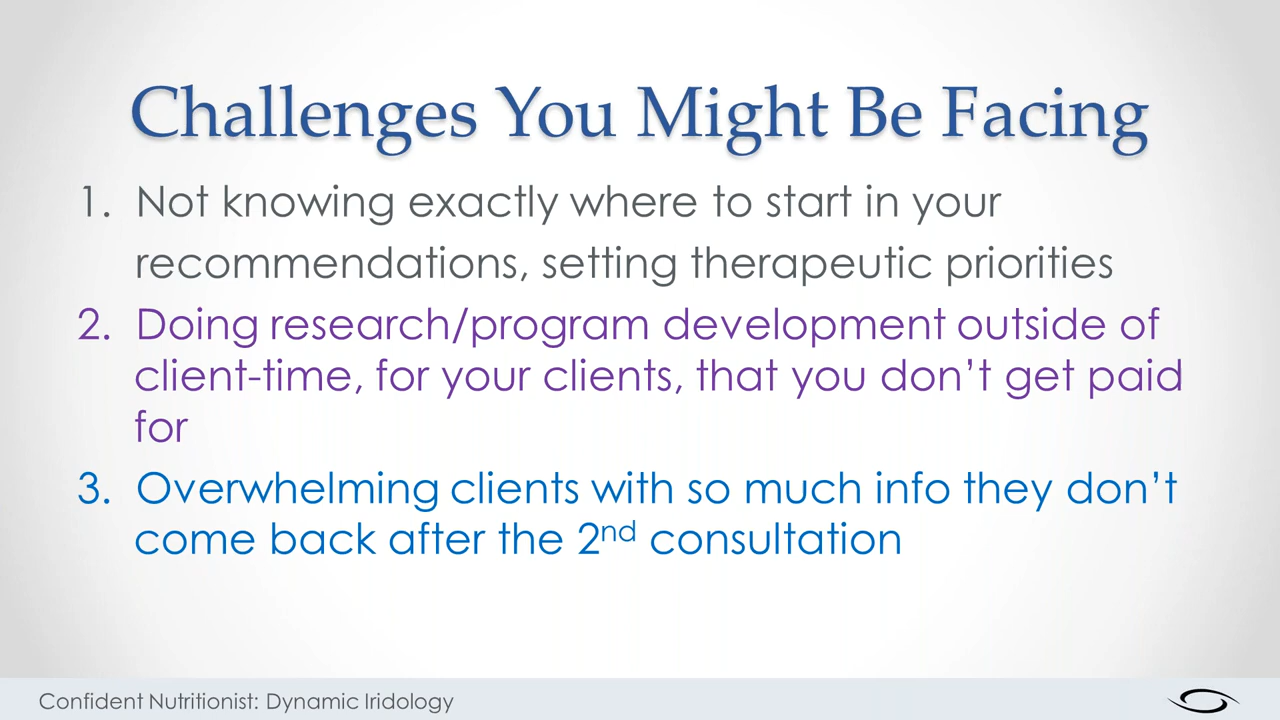 Challenges You Might Be Facing
1. Not knowing exactly where to start in your
recommendations, setting therapeutic priorities
2. Doing research/program development outside of
client-time, for your clients, that you don’t get paid
for
3. Overwhelming clients with so much info they don’t
come back after the 2nd consultation
Confident Nutritionist: Dynamic Iridology